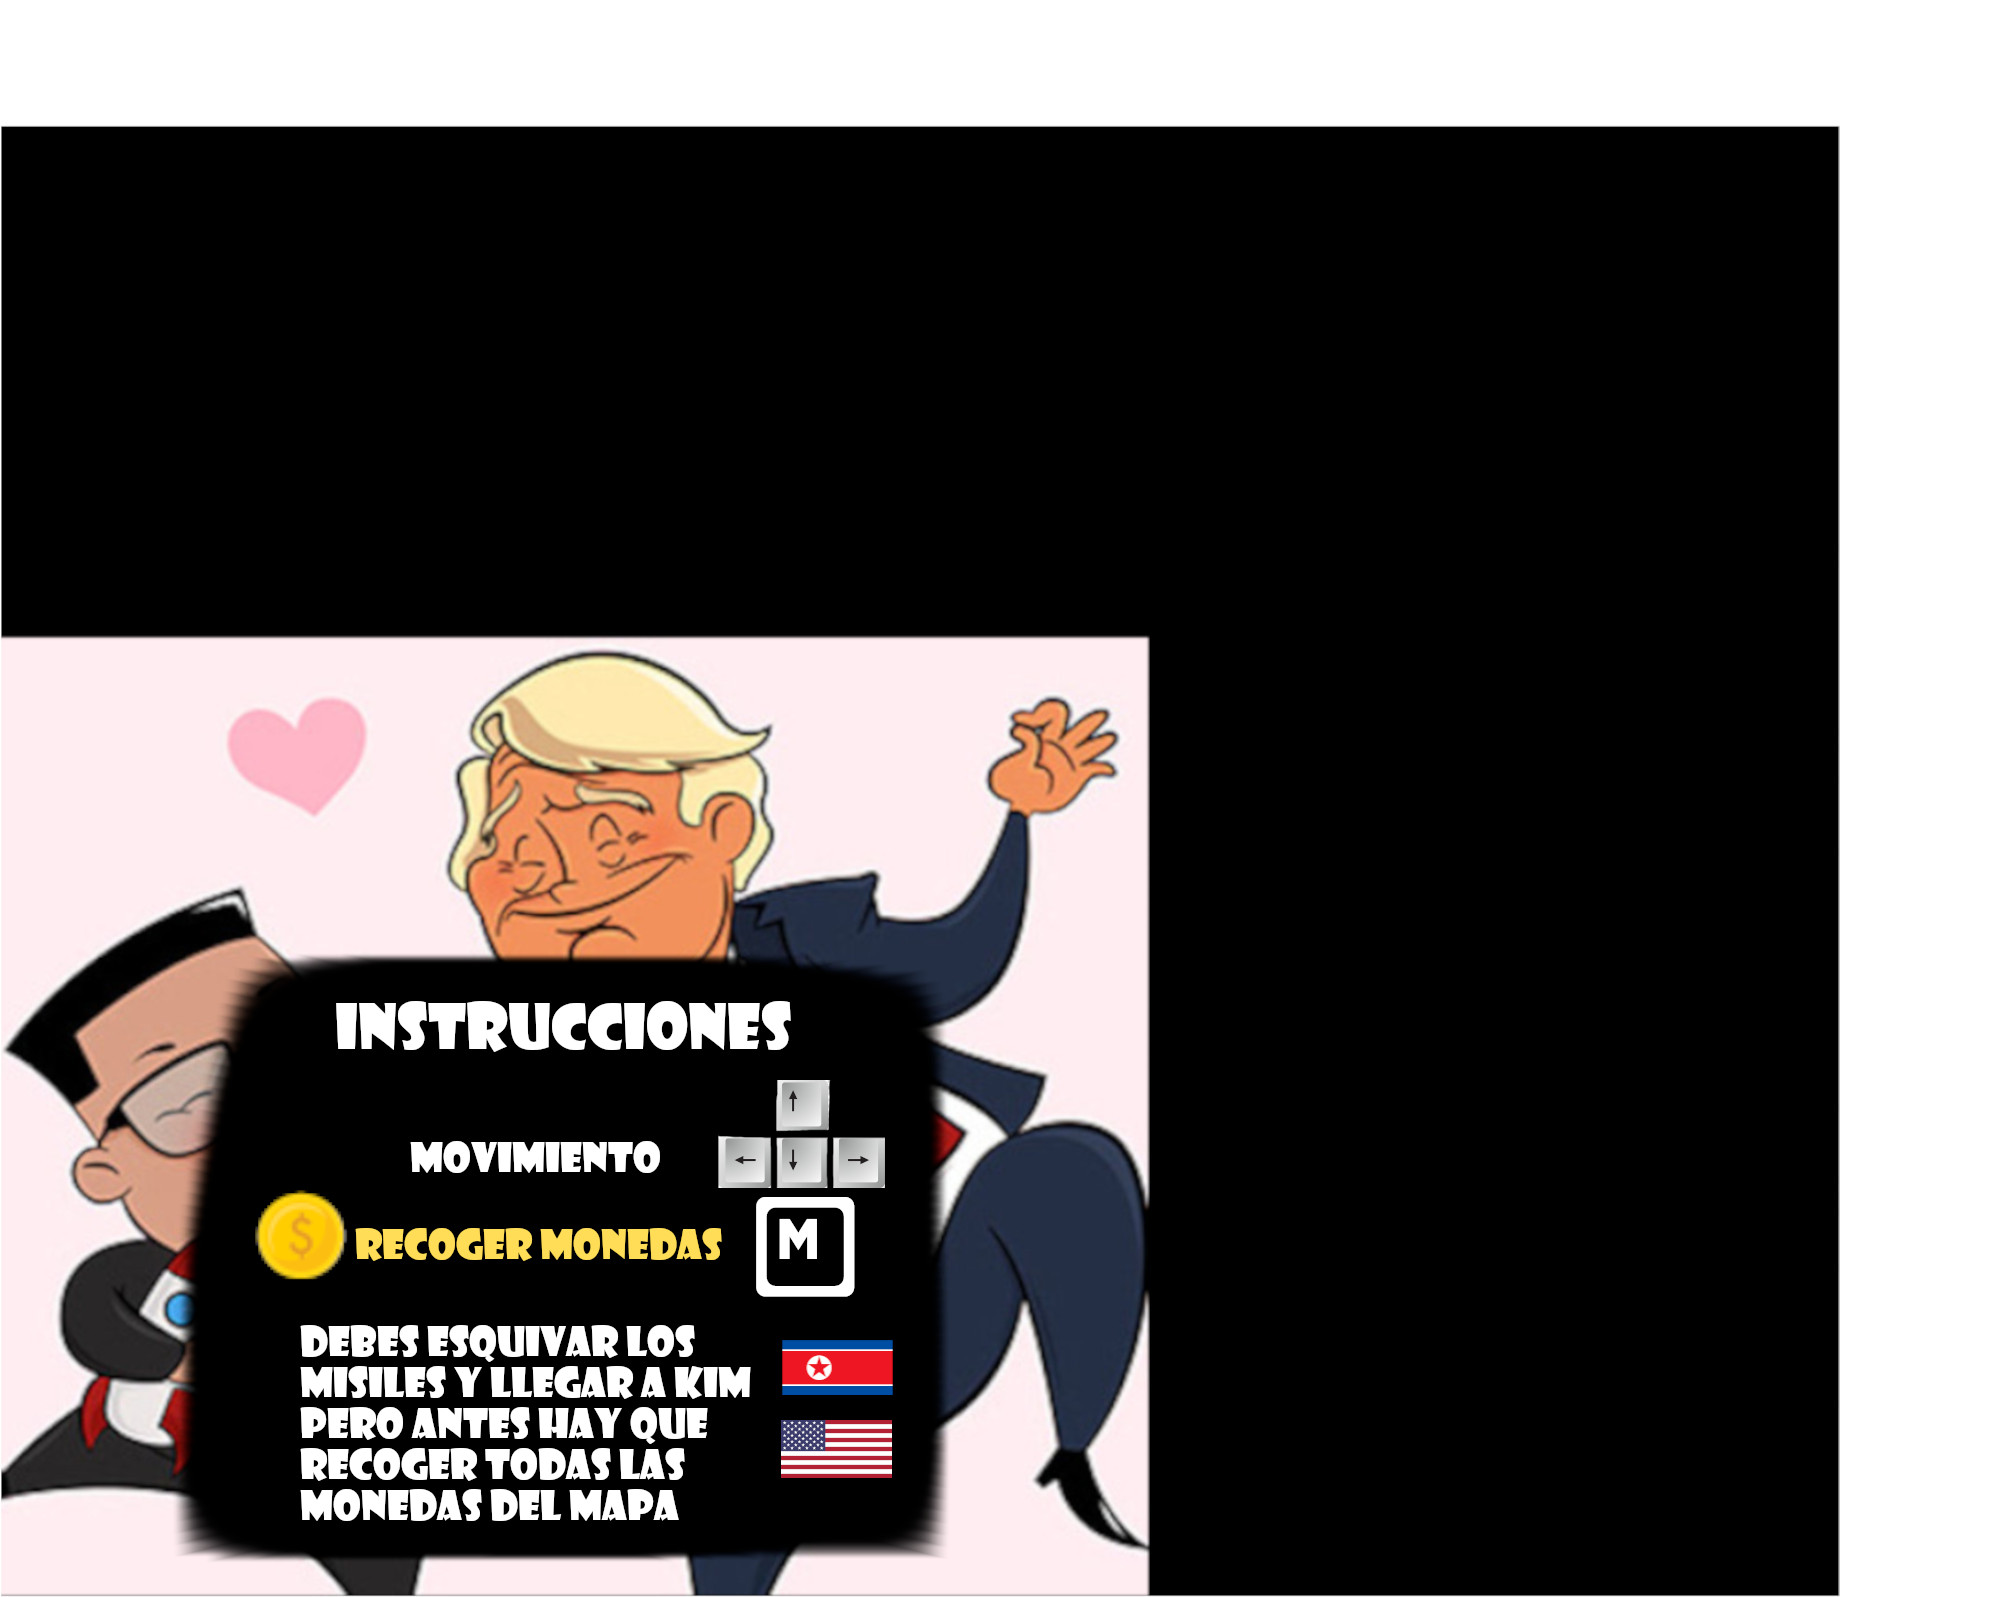 INSTRUCCIONES
MOVIMIENTO
↑
← ↓ →
$ RECOGER MONEDAS M
DEBES ESQUIVAR LOS
MISILES Y LLEGAR A KIM
PERO ANTES HAY QUE
RECOGER TODAS LAS
MONEDAS DEL MAPA